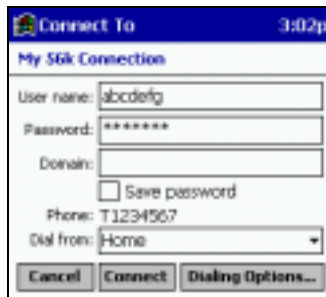 Connect To 3:02p
My 56k Connection
User name: abcdefg
Password: *******
Domain:
Save password
Phone: T1234567
Dial from: Home
Cancel Connect Dialing Options...